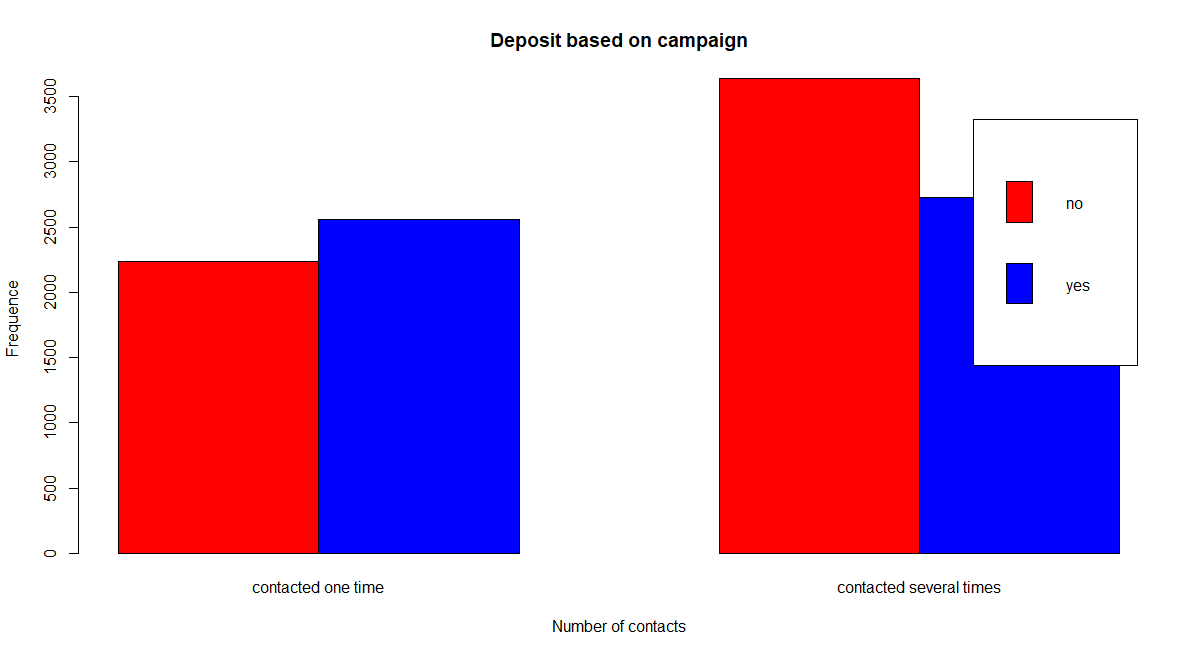 Deposit based on campaign
Frequence
3500
3000
2500
2000
1500
1000
500
0
no
yes
contacted one time
contacted several times
Number of contacts